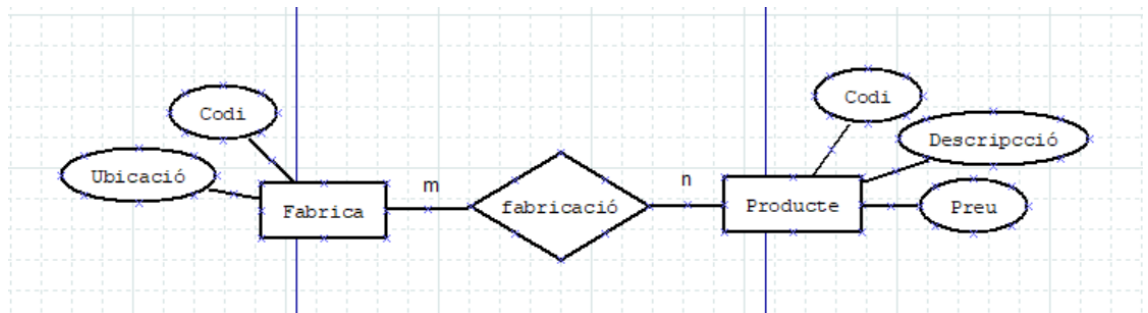 Codi
Ubicació
Fabrica
m
fabricació
n
Producte
Codi
Descripcció
Preu